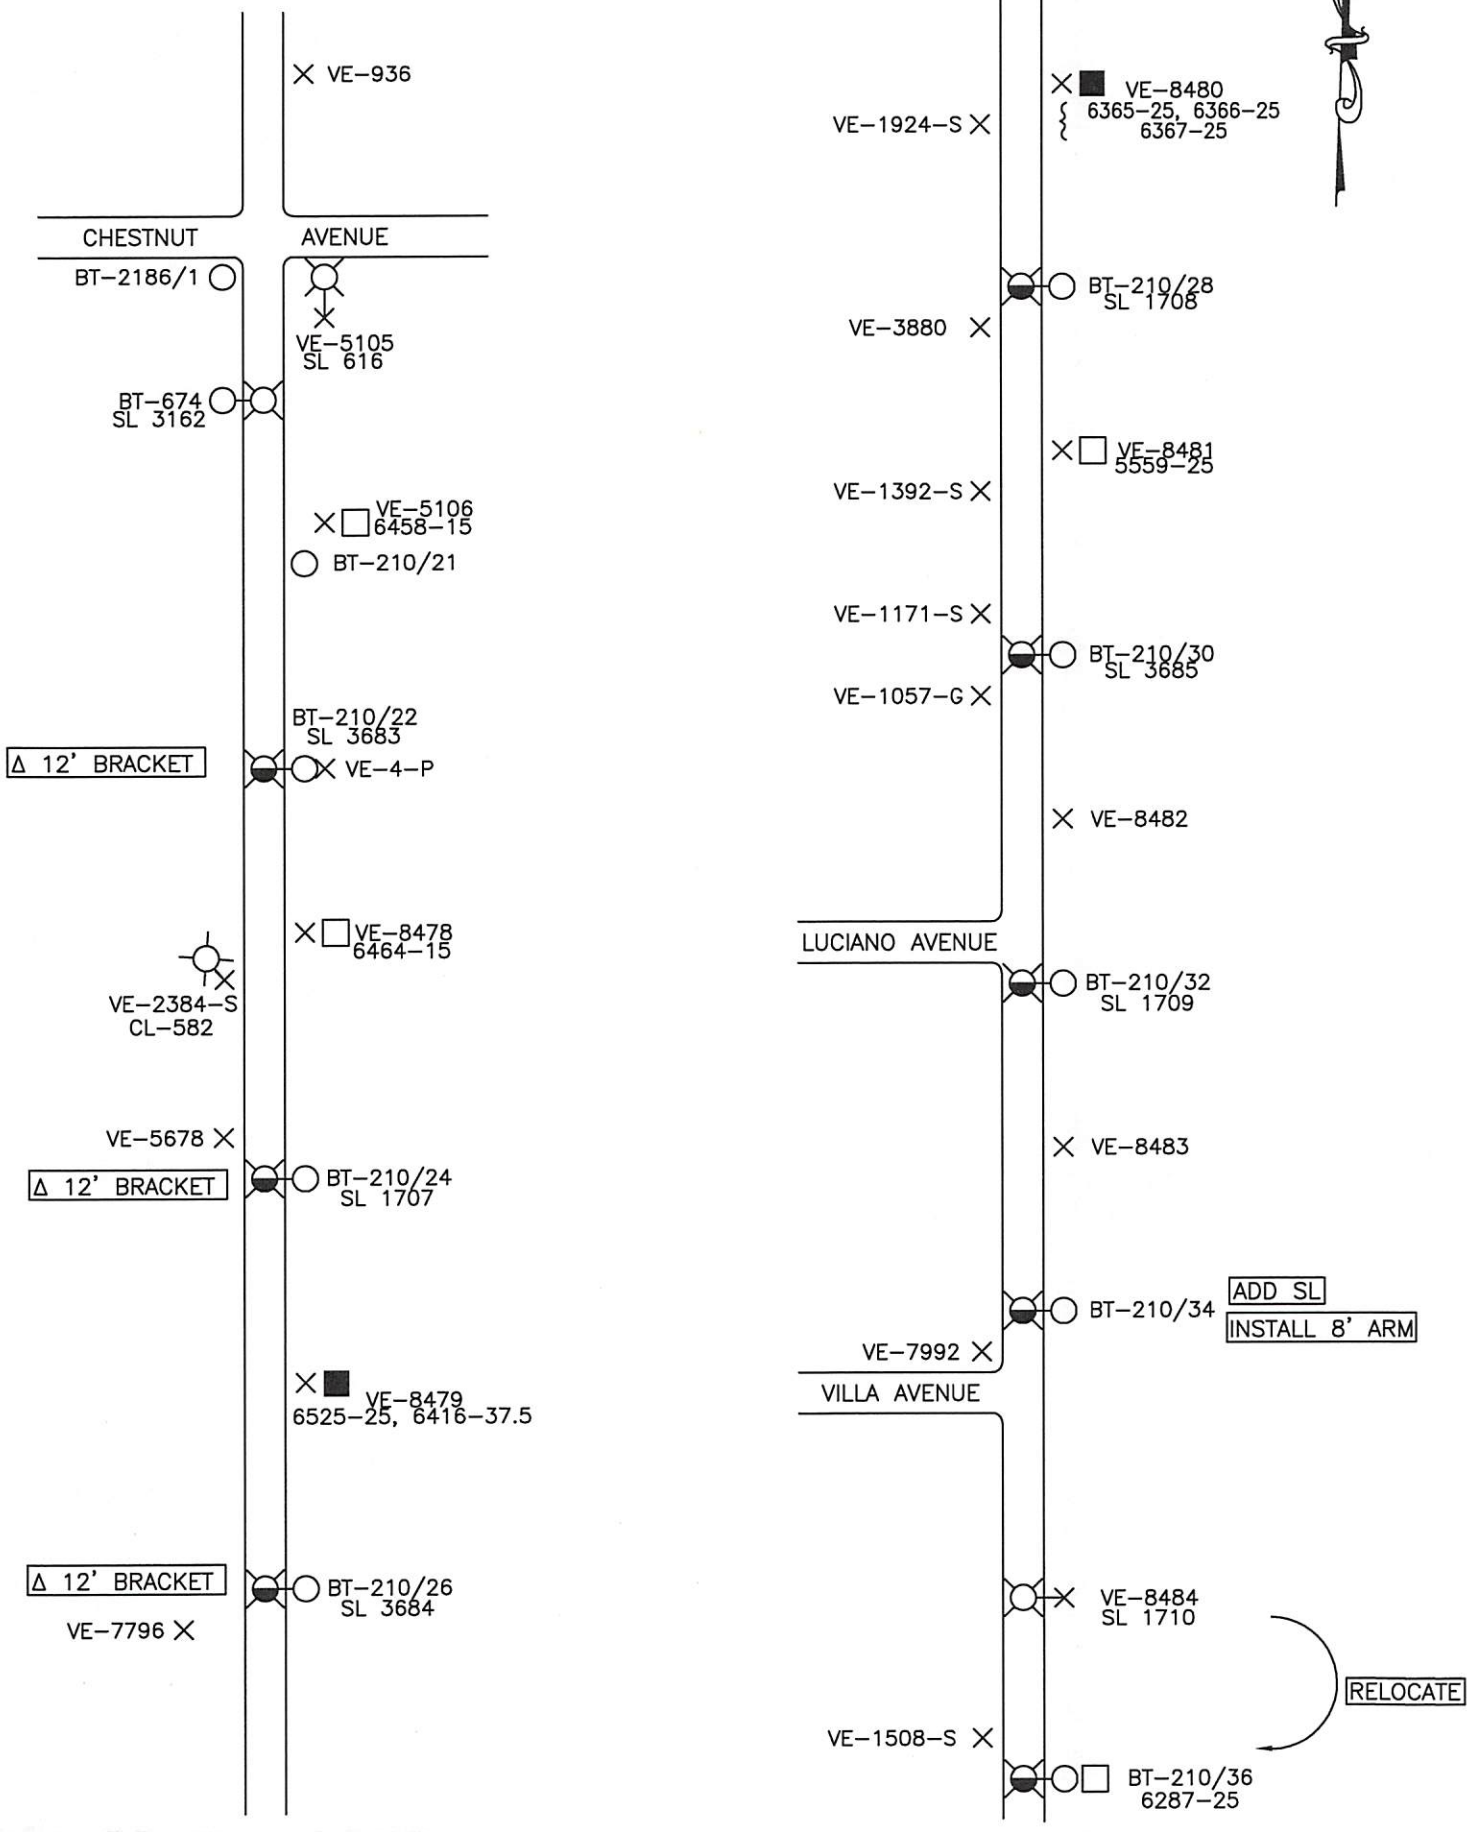 VE-936
CHESTNUT AVENUE
BT-2186/1
VE-5105
SL 616
BT-674
SL 3162
VE-5106
6458-15
BT-210/21
BT-210/22
SL 3683
Δ 12' BRACKET
VE-4-P
VE-8478
6464-15
VE-2384-S
CL-582
VE-5678
Δ 12' BRACKET
BT-210/24
SL 1707
VE-8479
6525-25, 6416-37.5
Δ 12' BRACKET
BT-210/26
SL 3684
VE-7796
VE-8480
6365-25, 6366-25
6367-25
VE-1924-S
BT-210/28
SL 1708
VE-3880
VE-8481
5559-25
VE-1392-S
VE-1171-S
BT-210/30
SL 3685
VE-1057-G
VE-8482
LUCIANO AVENUE
BT-210/32
SL 1709
VE-8483
ADD SL
BT-210/34
INSTALL 8' ARM
VE-7992
VILLA AVENUE
VE-8484
SL 1710
RELOCATE
VE-1508-S
BT-210/36
6287-25